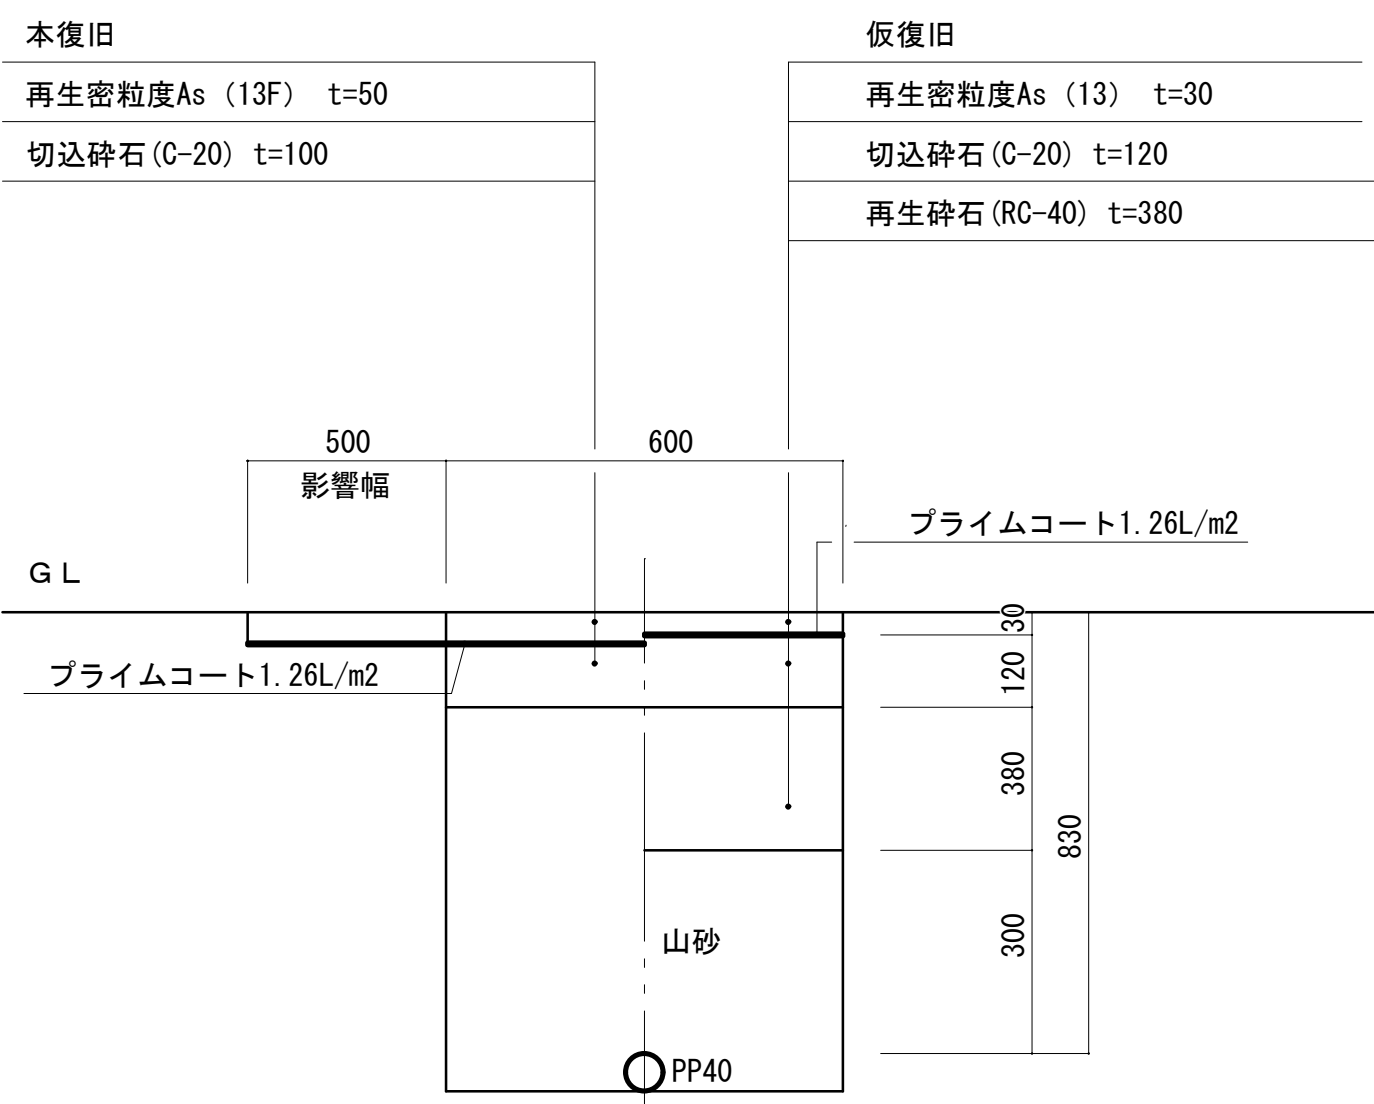 本復旧
再生密粒度As（13F） t=50
切込砕石(C-20) t=100
仮復旧
再生密粒度As（13） t=30
切込砕石(C-20) t=120
再生砕石(RC-40) t=380
500
600
影響幅
プライムコート1.26L/m2
ＧＬ
30
プライムコート1.26L/m2
120
380
830
300
山砂
PP40